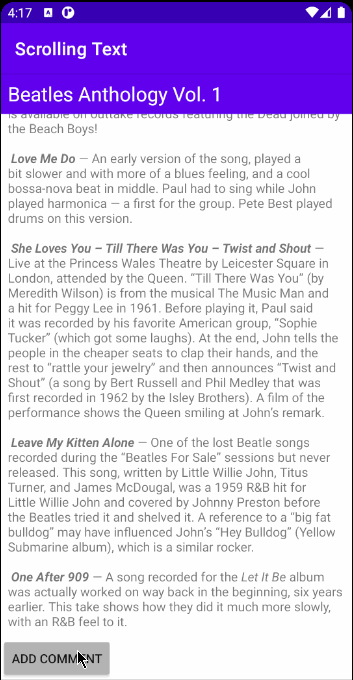 4:17
Scrolling Text
Beatles Anthology Vol. 1
is available on outtake records featuring the Dead joined by
the Beach Boys!
Love Me Do – An early version of the song, played a
bit slower and with more of a blues feeling, and a cool
bossa-nova beat in middle. Paul had to sing while John
played harmonica – a first for the group. Pete Best played
drums on this version.
She Loves You – Till There Was You – Twist and Shout –
Live at the Princess Wales Theatre by Leicester Square in
London, attended by the Queen. “Till There Was You” (by
Meredith Wilson) is from the musical The Music Man and
a hit for Peggy Lee in 1961. Before playing it, Paul said
it was recorded by his favorite American group, “Sophie
Tucker” (which got some laughs). At the end, John tells the
people in the cheaper seats to clap their hands, and the
rest to “rattle your jewelry” and then announces “Twist and
Shout” (a song by Bert Russell and Phil Medley that was
first recorded in 1962 by the Isley Brothers). A film of the
performance shows the Queen smiling at John’s remark.
Leave My Kitten Alone – One of the lost Beatle songs
recorded during the “Beatles For Sale” sessions but never
released. This song, written by Little Willie John, Titus
Turner, and James McDougal, was a 1959 R&B hit for
Little Willie John and covered by Johnny Preston before
the Beatles tried it and shelved it. A reference to a “big fat
bulldog” may have influenced John’s “Hey Bulldog” (Yellow
Submarine album), which is a similar rocker.
One After 909 – A song recorded for the Let It Be album
was actually worked on way back in the beginning, six years
earlier. This take shows how they did it much more slowly,
with an R&B feel to it.
ADD COMMENT